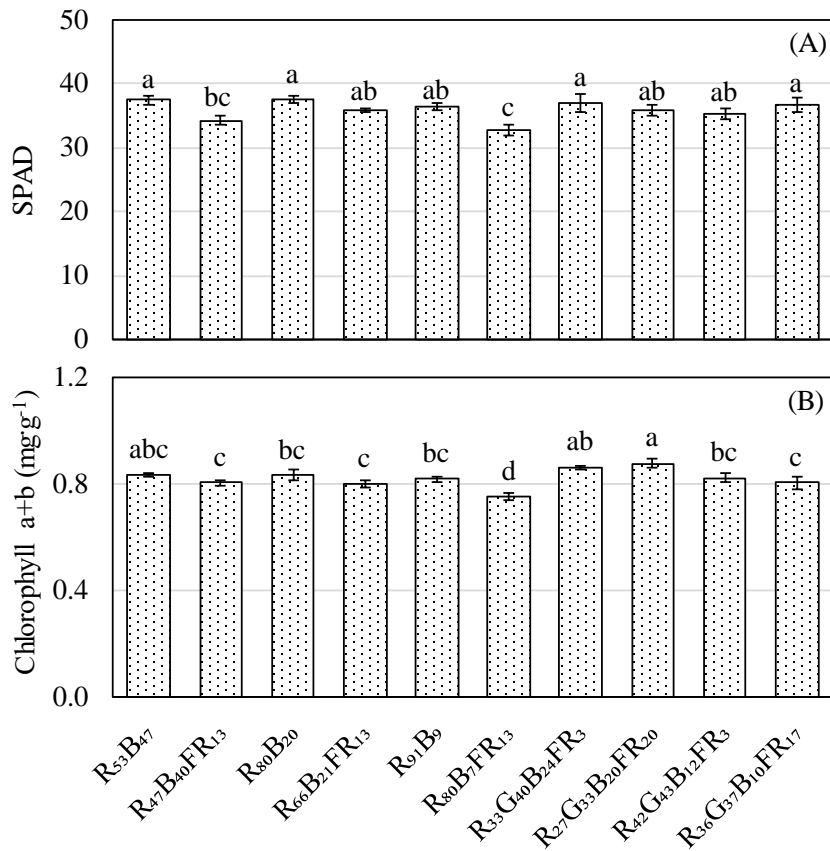 50
(A)
a
bc
a
ab
ab
c
a
ab
ab
a
40
30
20
10
0
SPAD
1.2
(B)
abc
c
bc
c
bc
d
ab
a
bc
c
0.8
0.4
0.0
Chlorophyll a+b (mg·g⁻¹)
R₅₃B₄₇
R₄₇B₄₀FR₁₃
R₈₀B₂₀
R₆₆B₂₁FR₁₃
R₉₁B₉
R₈₀B₇FR₁₃
R₃₃G₄₀B₂₄FR₃
R₂₇G₃₃B₂₀FR₂₀
R₄₂G₄₃B₁₂FR₃
R₃₆G₃₇B₁₀FR₁₇